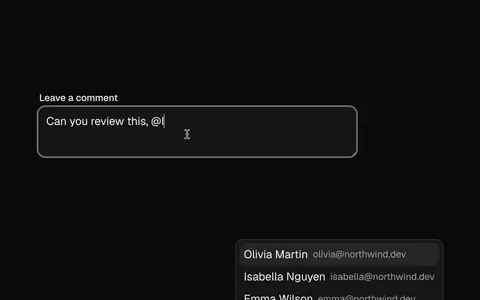 Leave a comment
Can you review this, @l
Olivia Martin olivia@northwind.dev
Isabella Nguyen isabella@northwind.dev
Emma Wilson emma@northwind.dev